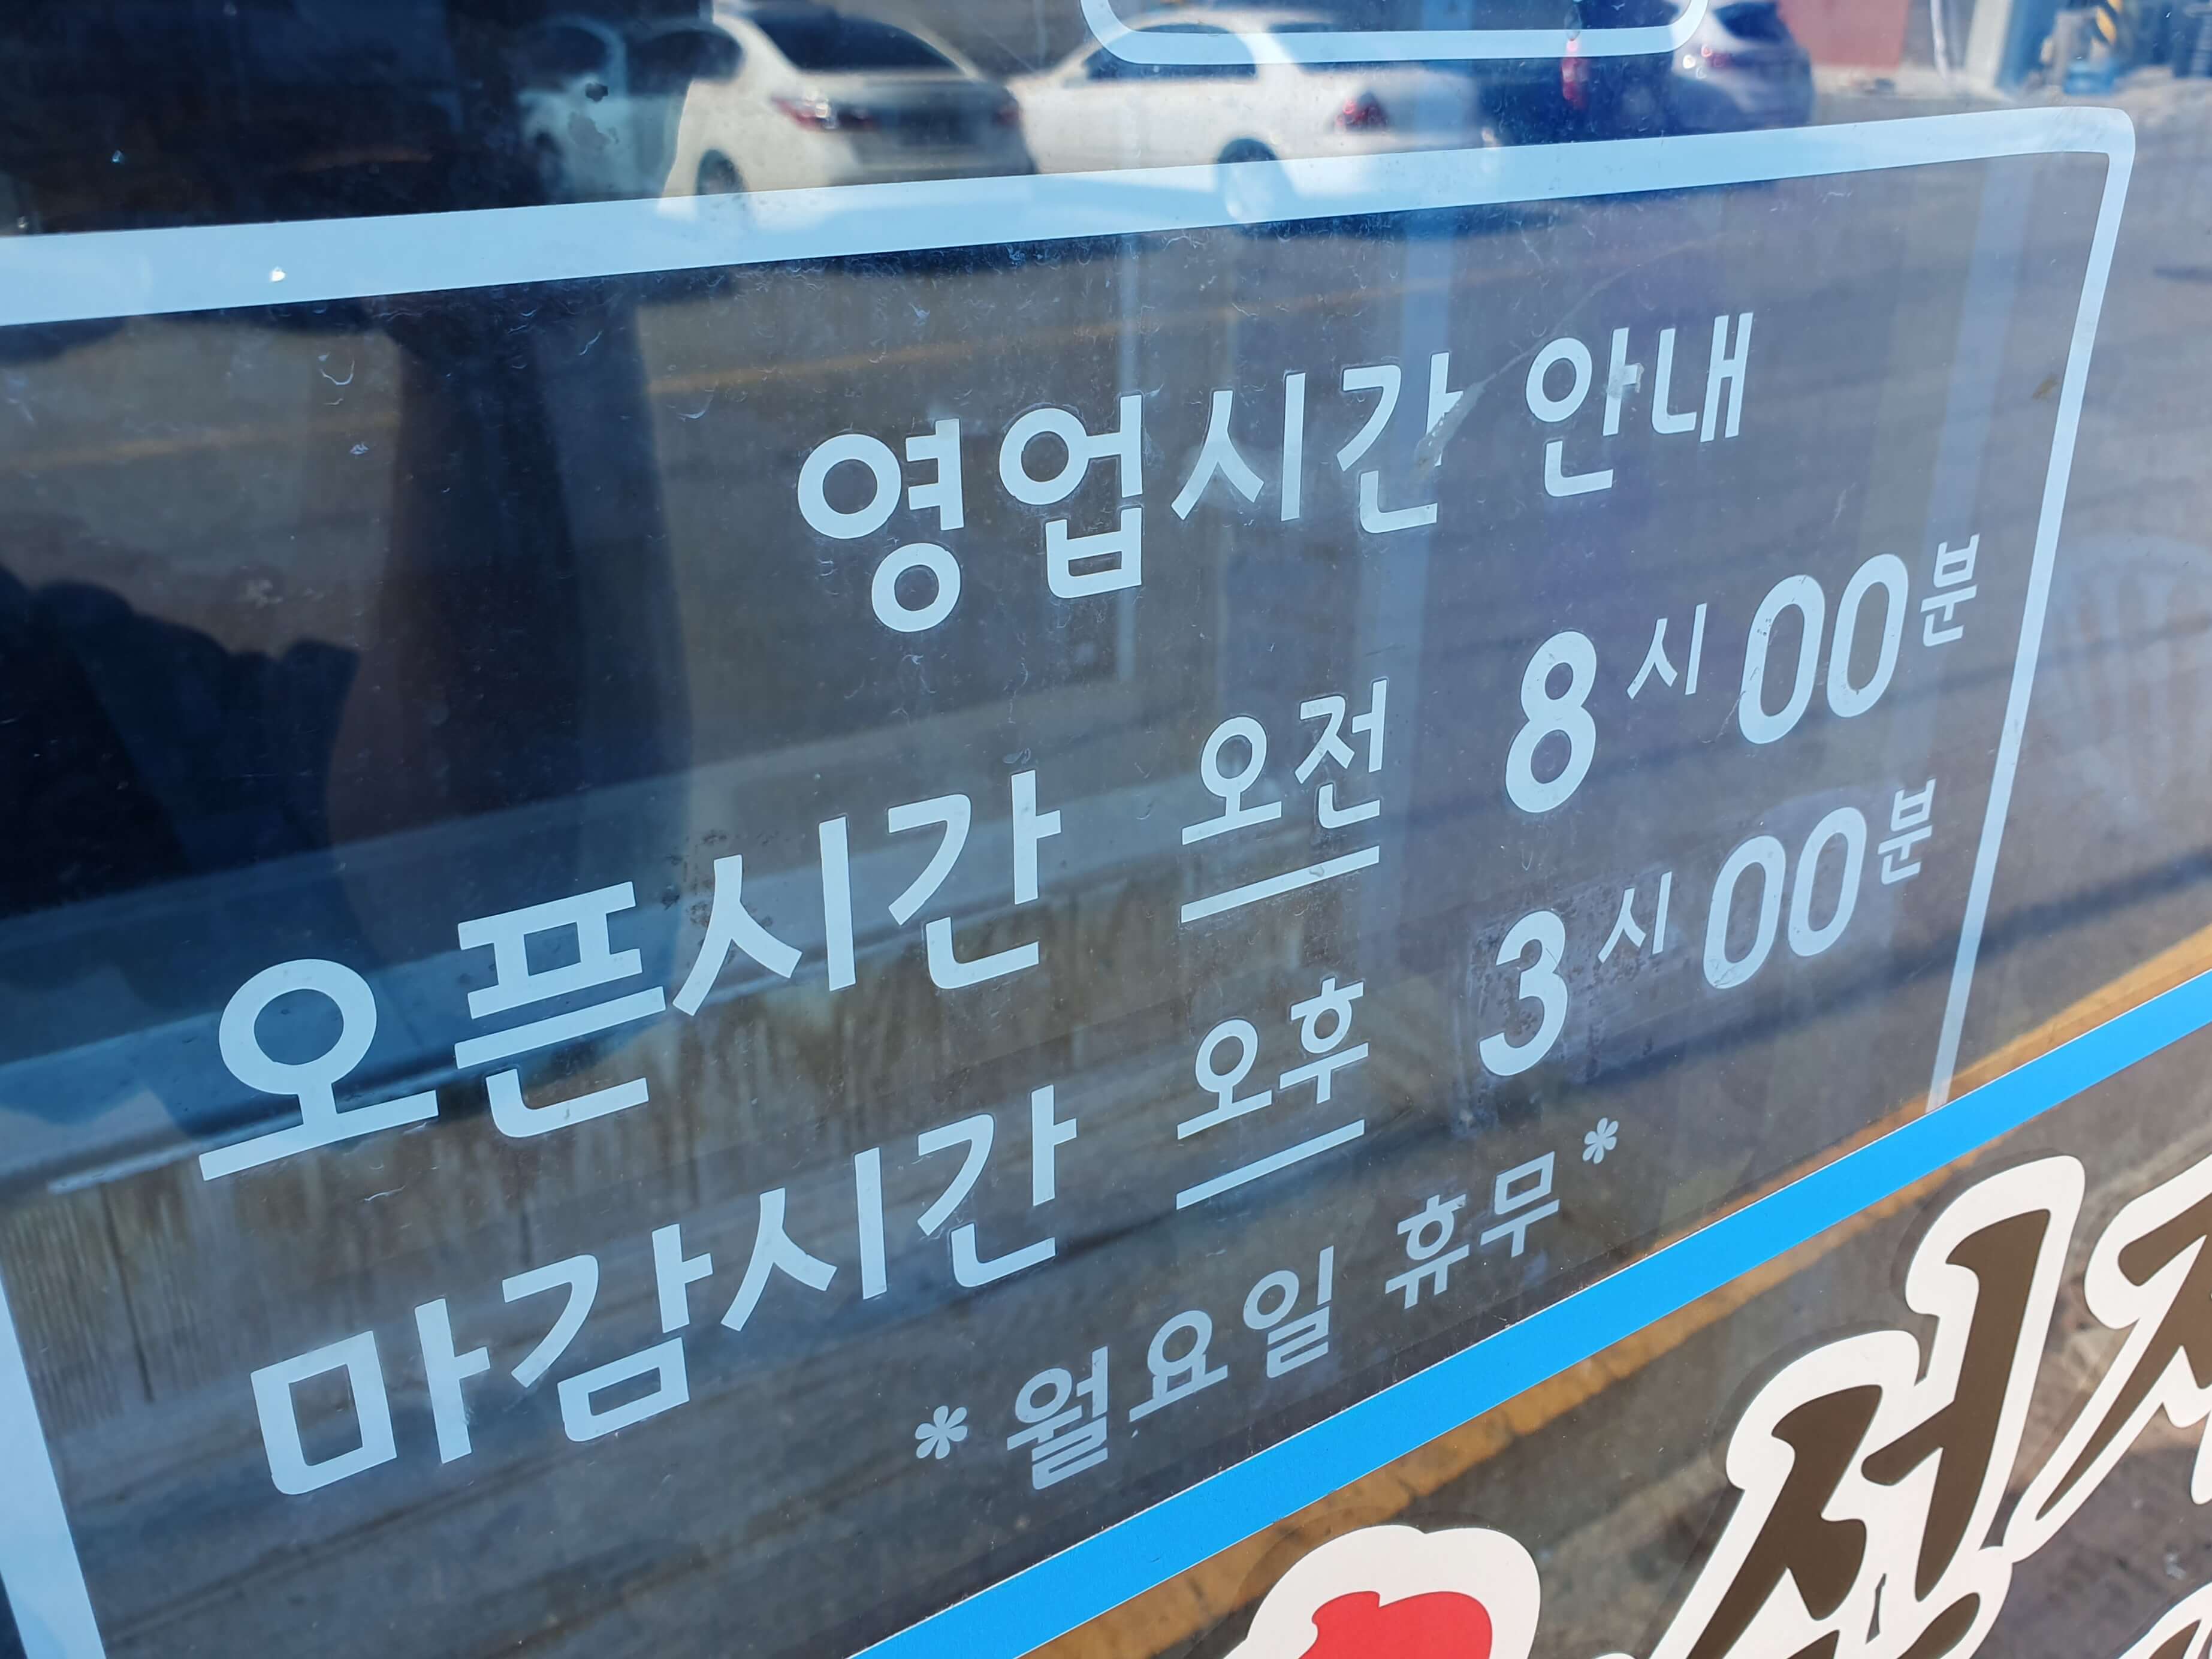 영업시간 안내
오픈시간 오전 8시 00분
마감시간 오후 3시 00분
*월요일 휴무*